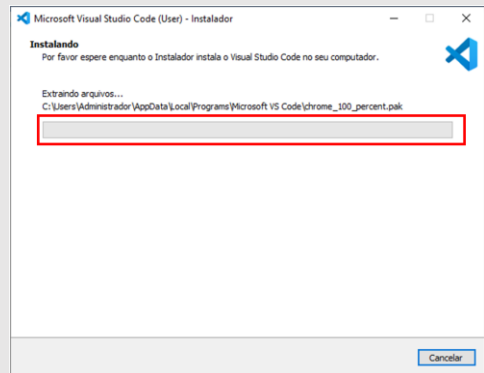 Microsoft Visual Studio Code (User) - Instalador
Instalando
Por favor espere enquanto o Instalador instala o Visual Studio Code no seu computador.
Extraindo arquivos...
C:\Users\Administrador\AppData\Local\Programs\Microsoft VS Code\chrome_100_percent.pak
Cancelar